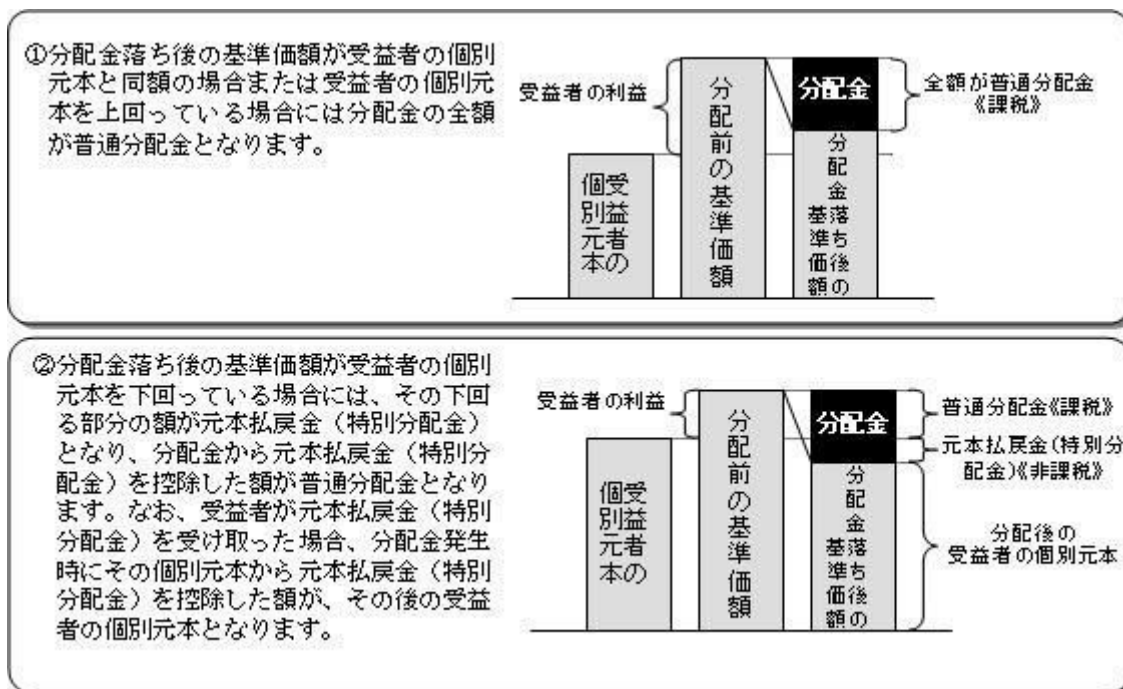 ①分配金落ち後の基準価額が受益者の個別
元本と同額の場合または受益者の個別元
本を上回っている場合には分配金の全額
が普通分配金となります。
受益者の利益
受益者の
個別元本
分配前の基準価額
分配金
分配金落ち後の
基準価額
全額が普通分配金
《課税》
②分配金落ち後の基準価額が受益者の個別
元本を下回っている場合には、その下回
る部分の額が元本払戻金（特別分配金）
となり、分配金から元本払戻金（特別分
配金）を控除した額が普通分配金となり
ます。なお、受益者が元本払戻金（特別
分配金）を受け取った場合、分配金発生
時にその個別元本から元本払戻金（特別
分配金）を控除した額が、その後の受益
者の個別元本となります。
受益者の利益
受益者の
個別元本
分配前の基準価額
分配金
分配金落ち後の
基準価額
普通分配金《課税》
元本払戻金(特別分
配金)《非課税》
分配後の
受益者の個別元本